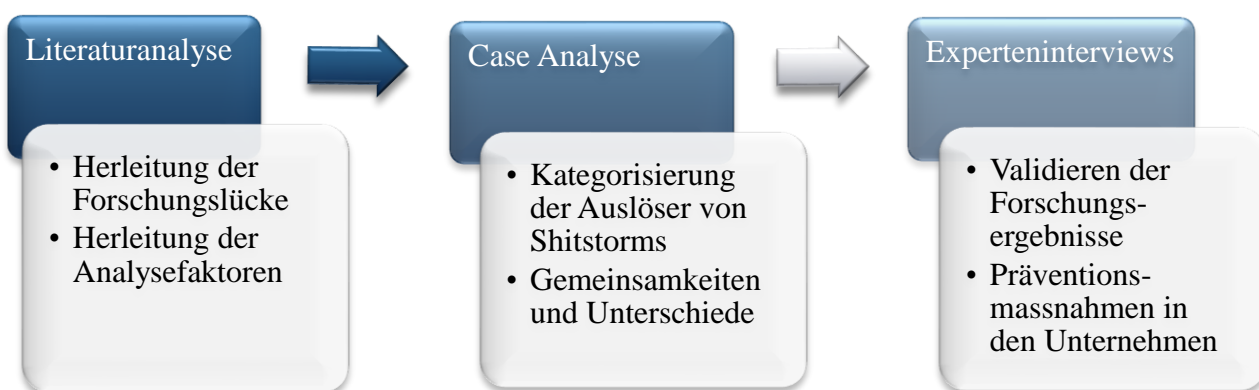 Literaturanalyse
• Herleitung der
Forschungslücke
• Herleitung der
Analysefaktoren
Case Analyse
• Kategorisierung
der Auslöser von
Shitstorms
• Gemeinsamkeiten
und Unterschiede
Experteninterviews
• Validieren der
Forschungs-
ergebnisse
• Präventions-
massnahmen in
den Unternehmen